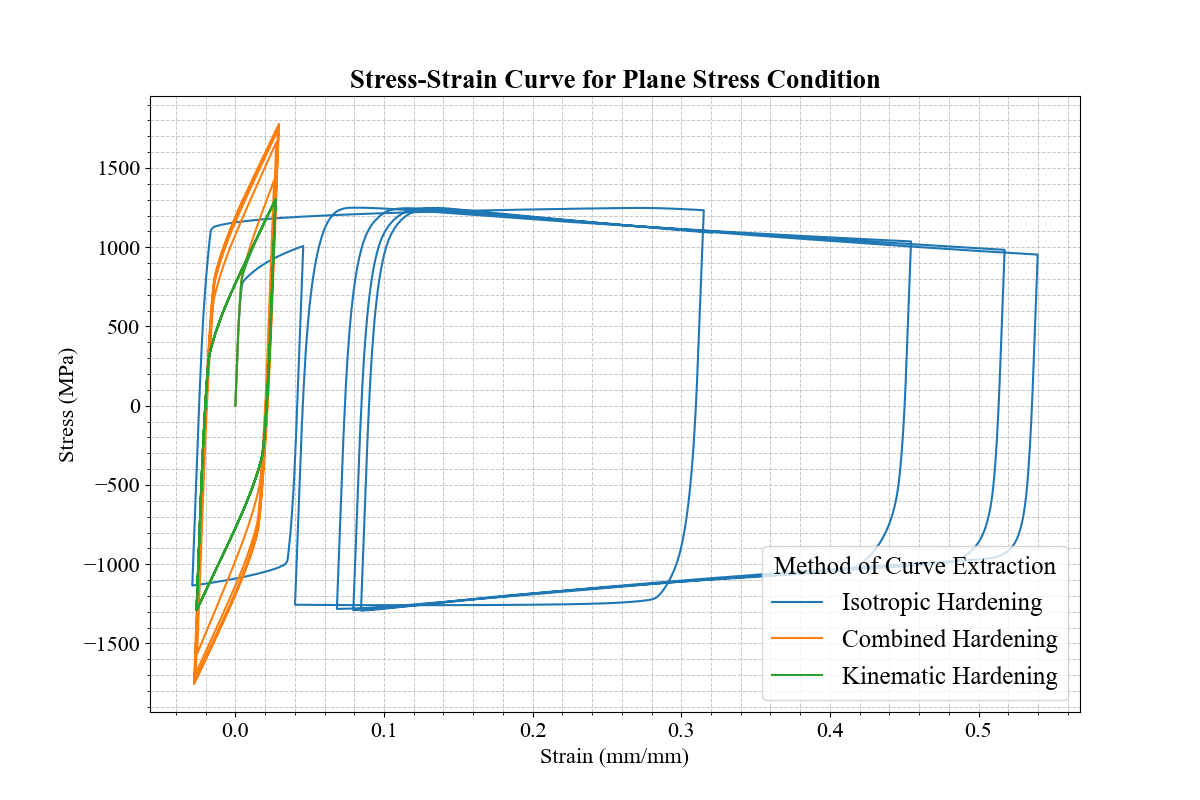 Stress-Strain Curve for Plane Stress Condition
Stress (MPa)
1500
1000
500
0
−500
−1000
−1500
0.0 0.1 0.2 0.3 0.4 0.5
Strain (mm/mm)
Method of Curve Extraction
Isotropic Hardening
Combined Hardening
Kinematic Hardening